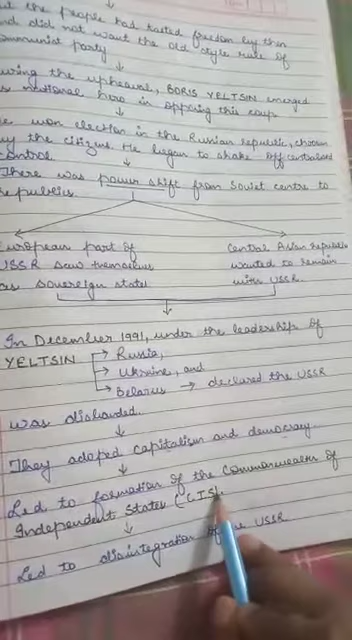 ut the people had tasted freedom by then
nd did not want the old style rule of
ommunist party
uring the upheaval, BORIS YELTSIN emerged
s national hero in opposing this coup
e won election in the Russian republic, chosen
by the citizens. He began to shake off centralised
control
There was power shift from Soviet centre to
republics
European part of
USSR saw themselves
as sovereign states
Central Asian republics
wanted to remain
with USSR.
In December 1991, under the leadership of
YELTSIN → Russia,
→ Ukraine, and
→ Belarus → declared the USSR
was disbanded.
They adoped capitalism and democracy.
Led to formation of the Commonwealth of
Independent States (CIS).
Led to disintegration of the USSR